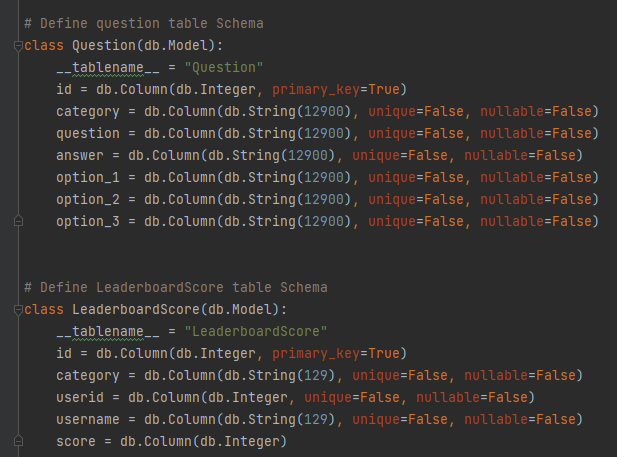 # Define question table Schema
class Question(db.Model):
    __tablename__ = "Question"
    id = db.Column(db.Integer, primary_key=True)
    category = db.Column(db.String(12900), unique=False, nullable=False)
    question = db.Column(db.String(12900), unique=False, nullable=False)
    answer = db.Column(db.String(12900), unique=False, nullable=False)
    option_1 = db.Column(db.String(12900), unique=False, nullable=False)
    option_2 = db.Column(db.String(12900), unique=False, nullable=False)
    option_3 = db.Column(db.String(12900), unique=False, nullable=False)
# Define LeaderboardScore table Schema
class LeaderboardScore(db.Model):
    __tablename__ = "LeaderboardScore"
    id = db.Column(db.Integer, primary_key=True)
    category = db.Column(db.String(129), unique=False, nullable=False)
    userid = db.Column(db.Integer, unique=False, nullable=False)
    username = db.Column(db.String(129), unique=False, nullable=False)
    score = db.Column(db.Integer)